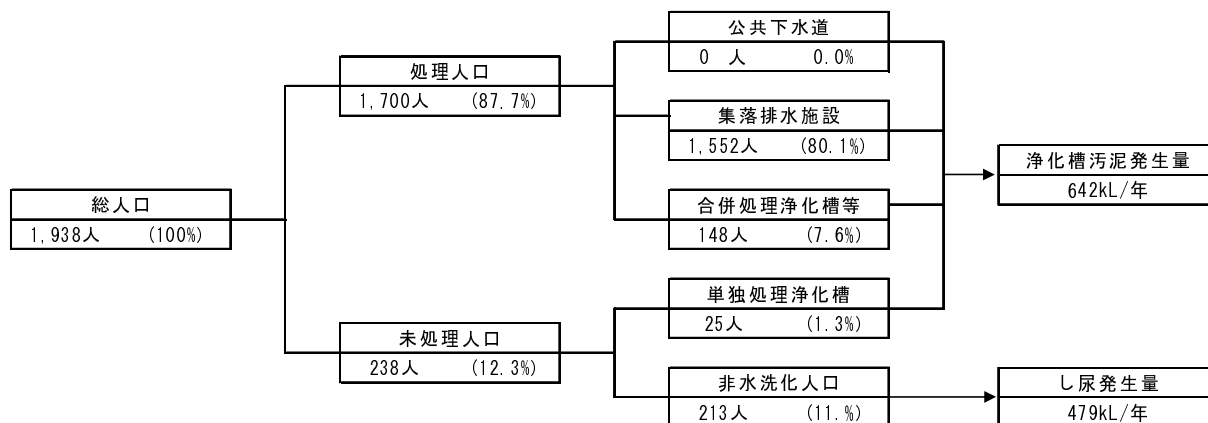 公共下水道
0 人 0.0%
処理人口
1,700人 (87.7%)
集落排水施設
1,552人 (80.1%)
浄化槽汚泥発生量
642kL/年
総人口
1,938人 (100%)
合併処理浄化槽等
148人 (7.6%)
単独処理浄化槽
25人 (1.3%)
未処理人口
238人 (12.3%)
非水洗化人口
213人 (11.%)
し尿発生量
479kL/年